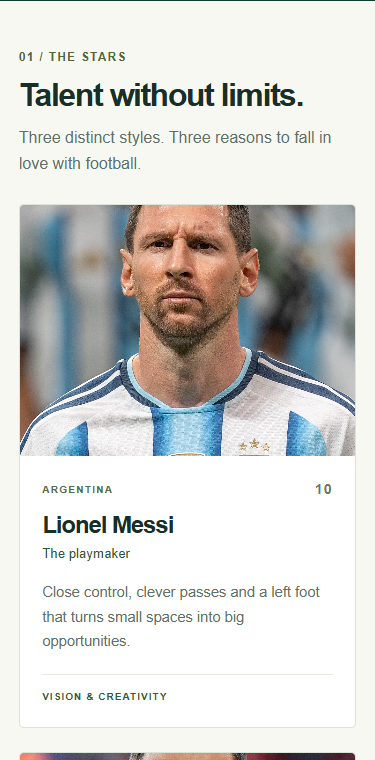 01 / THE STARS
Talent without limits.
Three distinct styles. Three reasons to fall in
love with football.
ARGENTINA
10
Lionel Messi
The playmaker
Close control, clever passes and a left foot
that turns small spaces into big
opportunities.
VISION & CREATIVITY